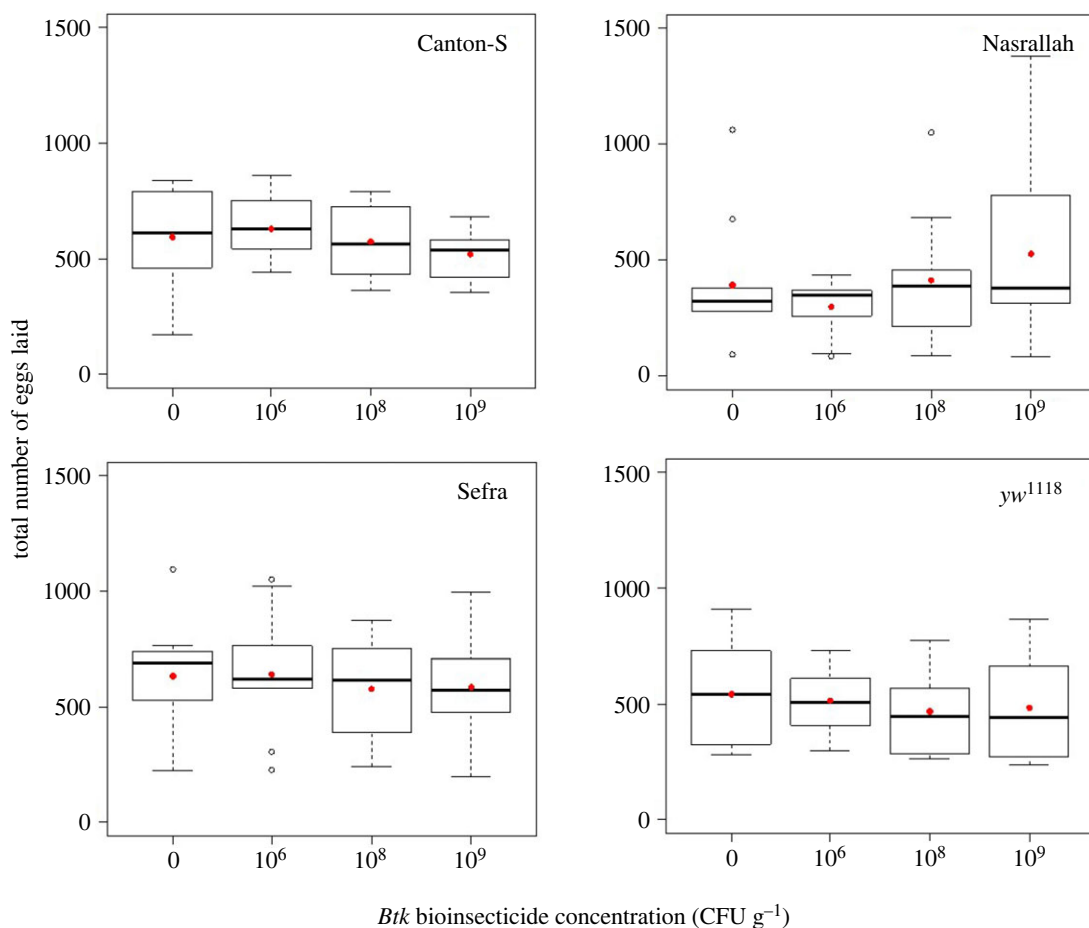 1500
1000
500
0
Canton-S
0 10⁶ 10⁸ 10⁹
1500
1000
500
0
Nasrallah
0 10⁶ 10⁸ 10⁹
total number of eggs laid
1500
1000
500
0
Sefra
0 10⁶ 10⁸ 10⁹
1500
1000
500
0
yw¹¹¹⁸
0 10⁶ 10⁸ 10⁹
Btk bioinsecticide concentration (CFU g⁻¹)